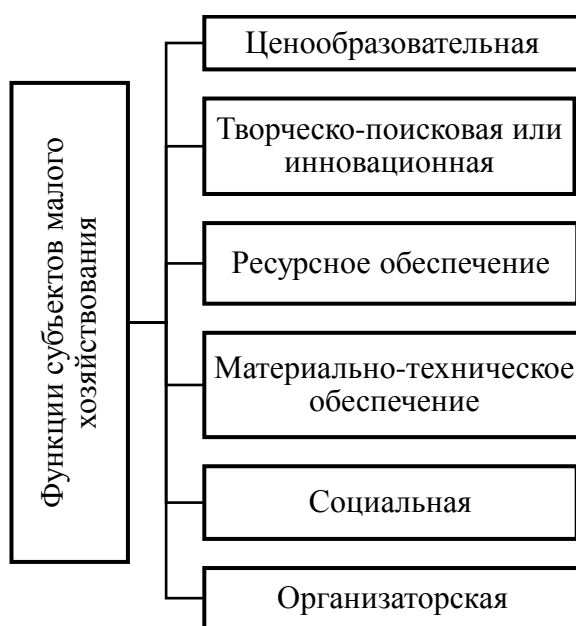 Функции субъектов малого
хозяйствования
Ценообразовательная
Творческо-поисковая или
инновационная
Ресурсное обеспечение
Материально-техническое
обеспечение
Социальная
Организаторская